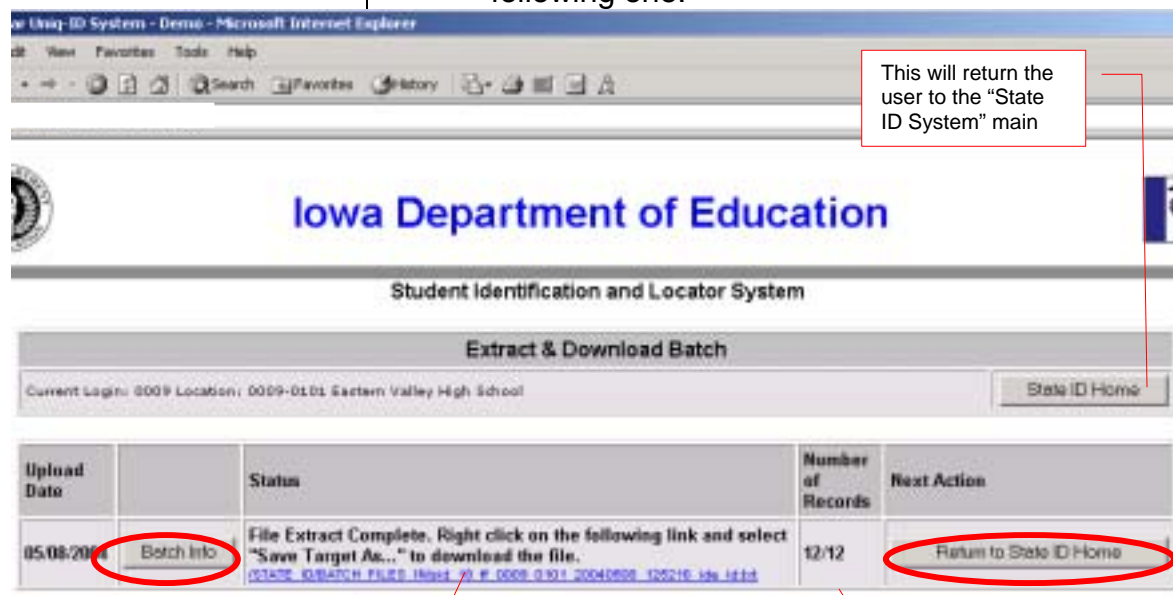 following one:
ar Uniq-ID System - Demo - Microsoft Internet Explorer
View Favorites Tools Help
Search Favorites History
This will return the
user to the “State
ID System” main
Iowa Department of Education
Student Identification and Locator System
Extract & Download Batch
Current Login: 0009 Location: 0009-0101 Eastern Valley High School
State ID Home
Upload
Date
Status
Number
of
Records
Next Action
05/08/2004
Batch Info
File Extract Complete. Right click on the following link and select
"Save Target As..." to download the file.
12/12
Return to State ID Home